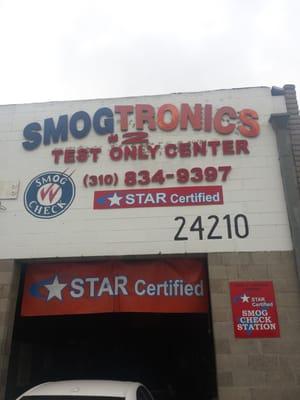 SMOGTRONICS
#2
TEST ONLY CENTER
(310) 834-9397
STAR Certified
SMOG
CHECK
24210
STAR Certified
STAR
Certified
SMOG
CHECK
STATION